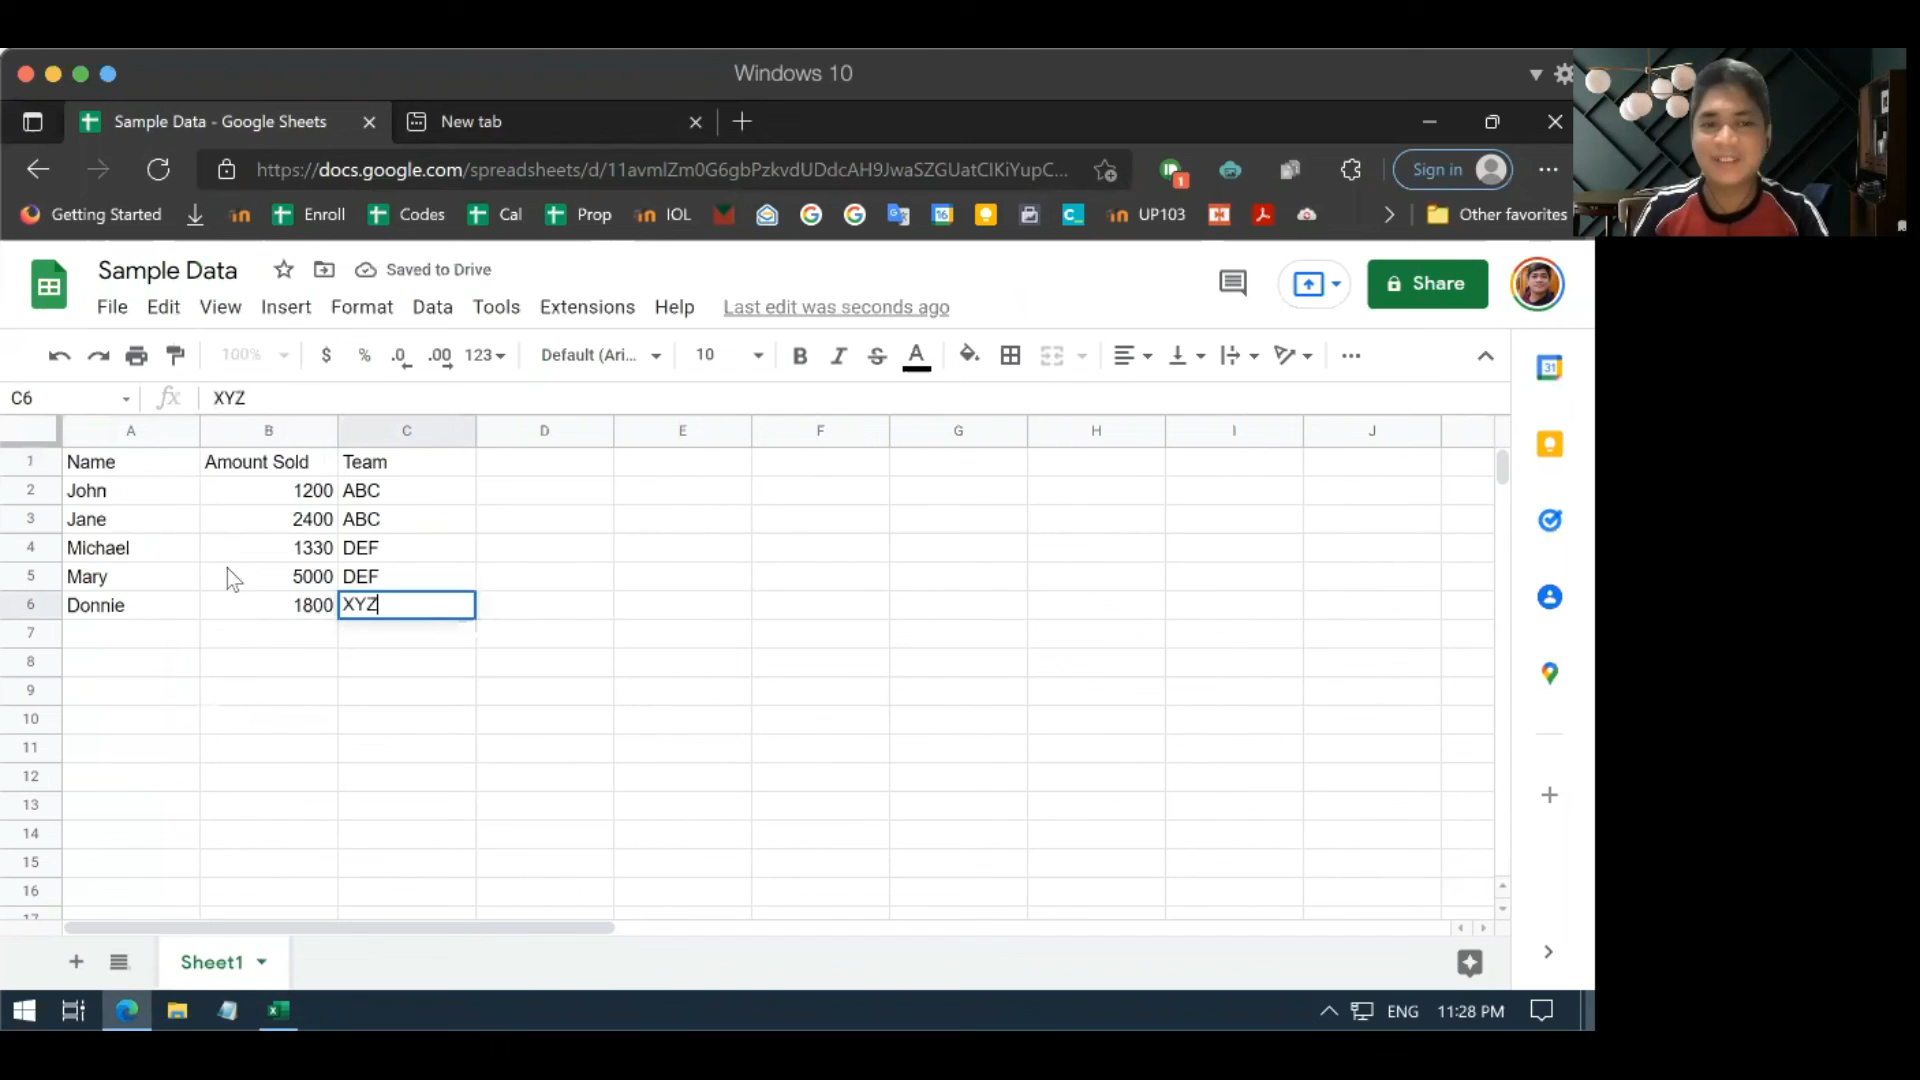 Windows 10
Sample Data - Google Sheets
New tab
https://docs.google.com/spreadsheets/d/11avmlZm0G6gbPzkvdUDdcAH9JwaSZGUatCIKiYupC...
1
Sign in
Getting Started
Enroll
Codes
Cal
Prop
IOL
UP103
Other favorites
Sample Data
Saved to Drive
Share
File Edit View Insert Format Data Tools Extensions Help Last edit was seconds ago
100% $ % .0 .00 123 Default (Ari... 10 B I S A
C6 fx XYZ
A B C D E F G H I J
1 Name Amount Sold Team
2 John 1200 ABC
3 Jane 2400 ABC
4 Michael 1330 DEF
5 Mary 5000 DEF
6 Donnie 1800 XYZ
7
8
9
10
11
12
13
14
15
16
17
Sheet1
ENG 11:28 PM